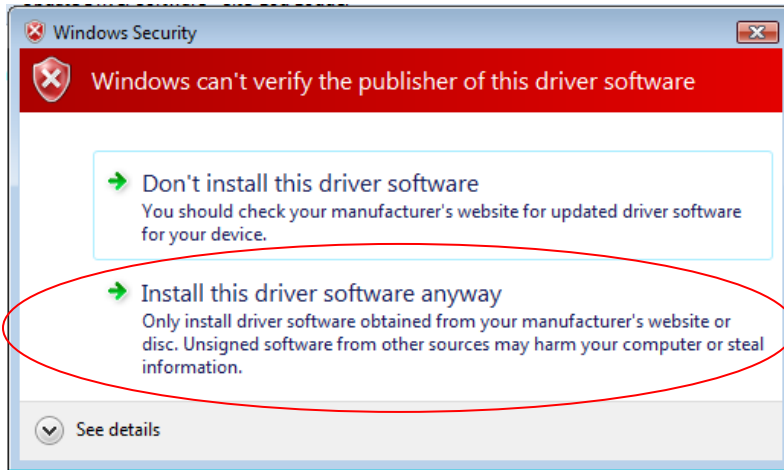 Windows Security
Windows can't verify the publisher of this driver software
Don't install this driver software
You should check your manufacturer's website for updated driver software
for your device.
Install this driver software anyway
Only install driver software obtained from your manufacturer's website or
disc. Unsigned software from other sources may harm your computer or steal
information.
See details